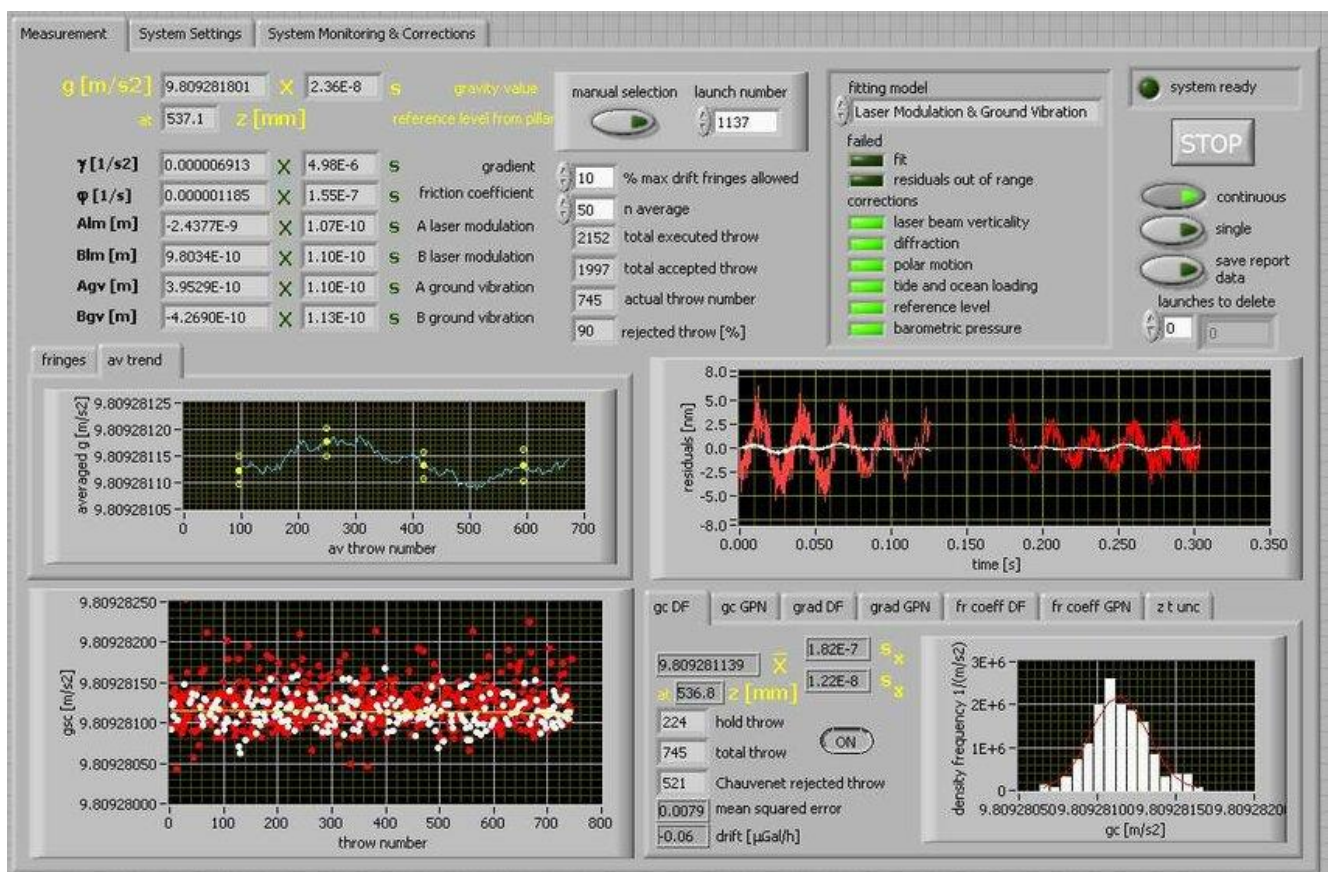 Measurement
System Settings
System Monitoring & Corrections
g [m/s2] 9.809281801 X 2.36E-8 s gravity value
at 537.1 z [mm] reference level from pillar
γ [1/s2] 0.000006913 X 4.98E-6 s gradient
φ [1/s] 0.000001185 X 1.55E-7 s friction coefficient
Alm [m] -2.4377E-9 X 1.07E-10 s A laser modulation
Blm [m] 9.8034E-10 X 1.10E-10 s B laser modulation
Agv [m] 3.9529E-10 X 1.10E-10 s A ground vibration
Bgv [m] -4.2690E-10 X 1.13E-10 s B ground vibration
manual selection
launch number
1137
10 % max drift fringes allowed
50 n average
2152 total executed throw
1997 total accepted throw
745 actual throw number
90 rejected throw [%]
fitting model
Laser Modulation & Ground Vibration
failed
fit
residuals out of range
corrections
laser beam verticality
diffraction
polar motion
tide and ocean loading
reference level
barometric pressure
system ready
STOP
continuous
single
save report
data
launches to delete
0 0
fringes
av trend
averaged g [m/s2]
9.80928125
9.80928120
9.80928115
9.80928110
9.80928105
0 100 200 300 400 500 600 700
av throw number
residuals [nm]
8.0
5.0
2.5
0.0
-2.5
-5.0
-8.0
0.000 0.050 0.100 0.150 0.200 0.250 0.300 0.350
time [s]
gsc [m/s2]
9.80928250
9.80928200
9.80928150
9.80928100
9.80928050
9.80928000
0 100 200 300 400 500 600 700 800
throw number
gc DF
gc GPN
grad DF
grad GPN
fr coeff DF
fr coeff GPN
z t unc
9.809281139 x̄ 1.82E-7 sx
at 536.8 z [mm] 1.22E-8 sx̄
224 hold throw
745 total throw
ON
521 Chauvenet rejected throw
0.0079 mean squared error
-0.06 drift [µGal/h]
density frequency 1/(m/s2)
3E+6
2E+6
1E+6
0
9.80928050 9.80928100 9.80928150 9.80928200
gc [m/s2]